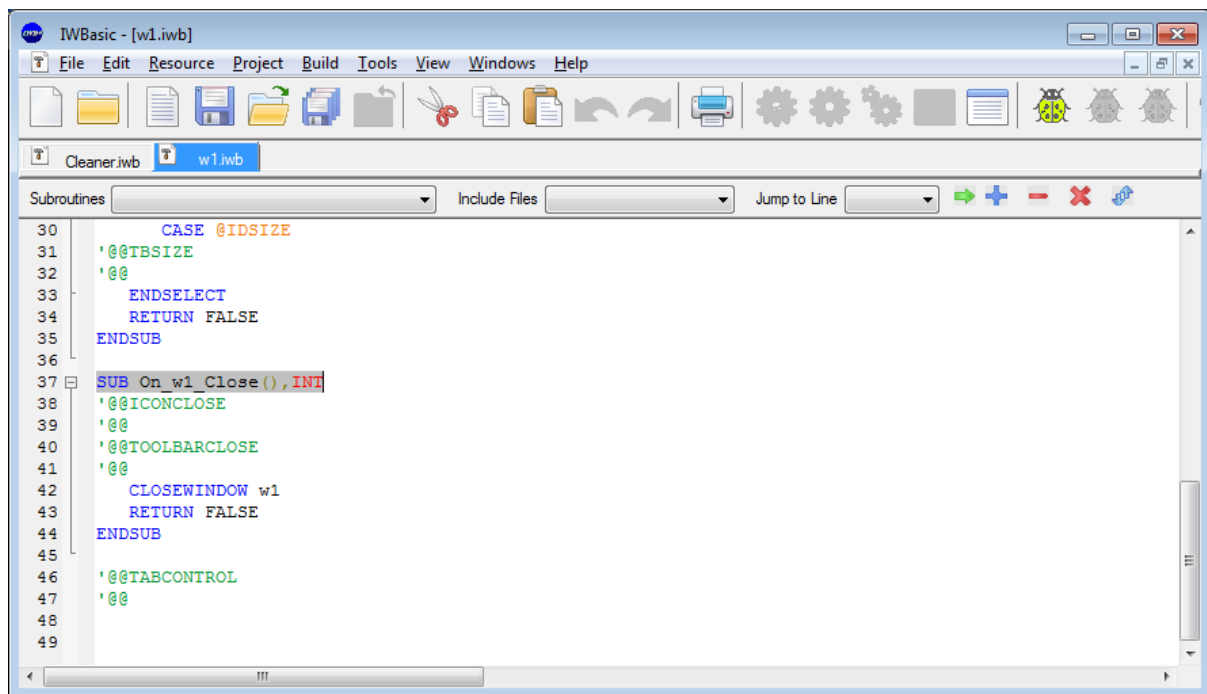 IWBasic - [w1.iwb]
File Edit Resource Project Build Tools View Windows Help
Cleaner.iwb w1.iwb
Subroutines Include Files Jump to Line
30 CASE @IDSIZE
31 '@@TBSIZE
32 '@@
33 ENDSELECT
34 RETURN FALSE
35 ENDSUB
36
37 SUB On_w1_Close(),INT
38 '@@ICONCLOSE
39 '@@
40 '@@TOOLBARCLOSE
41 '@@
42 CLOSEWINDOW w1
43 RETURN FALSE
44 ENDSUB
45
46 '@@TABCONTROL
47 '@@
48
49